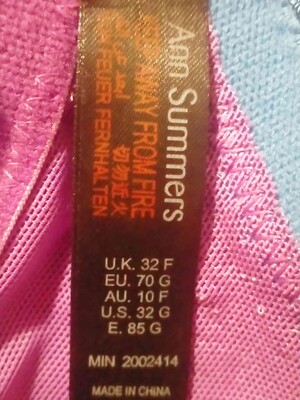 Ann Summers
KEEP AWAY FROM FIRE
切勿近火
FEUER FERNHALTEN
U.K. 32 F
EU. 70 G
AU. 10 F
U.S. 32 G
E. 85 G
MIN 2002414
MADE IN CHINA